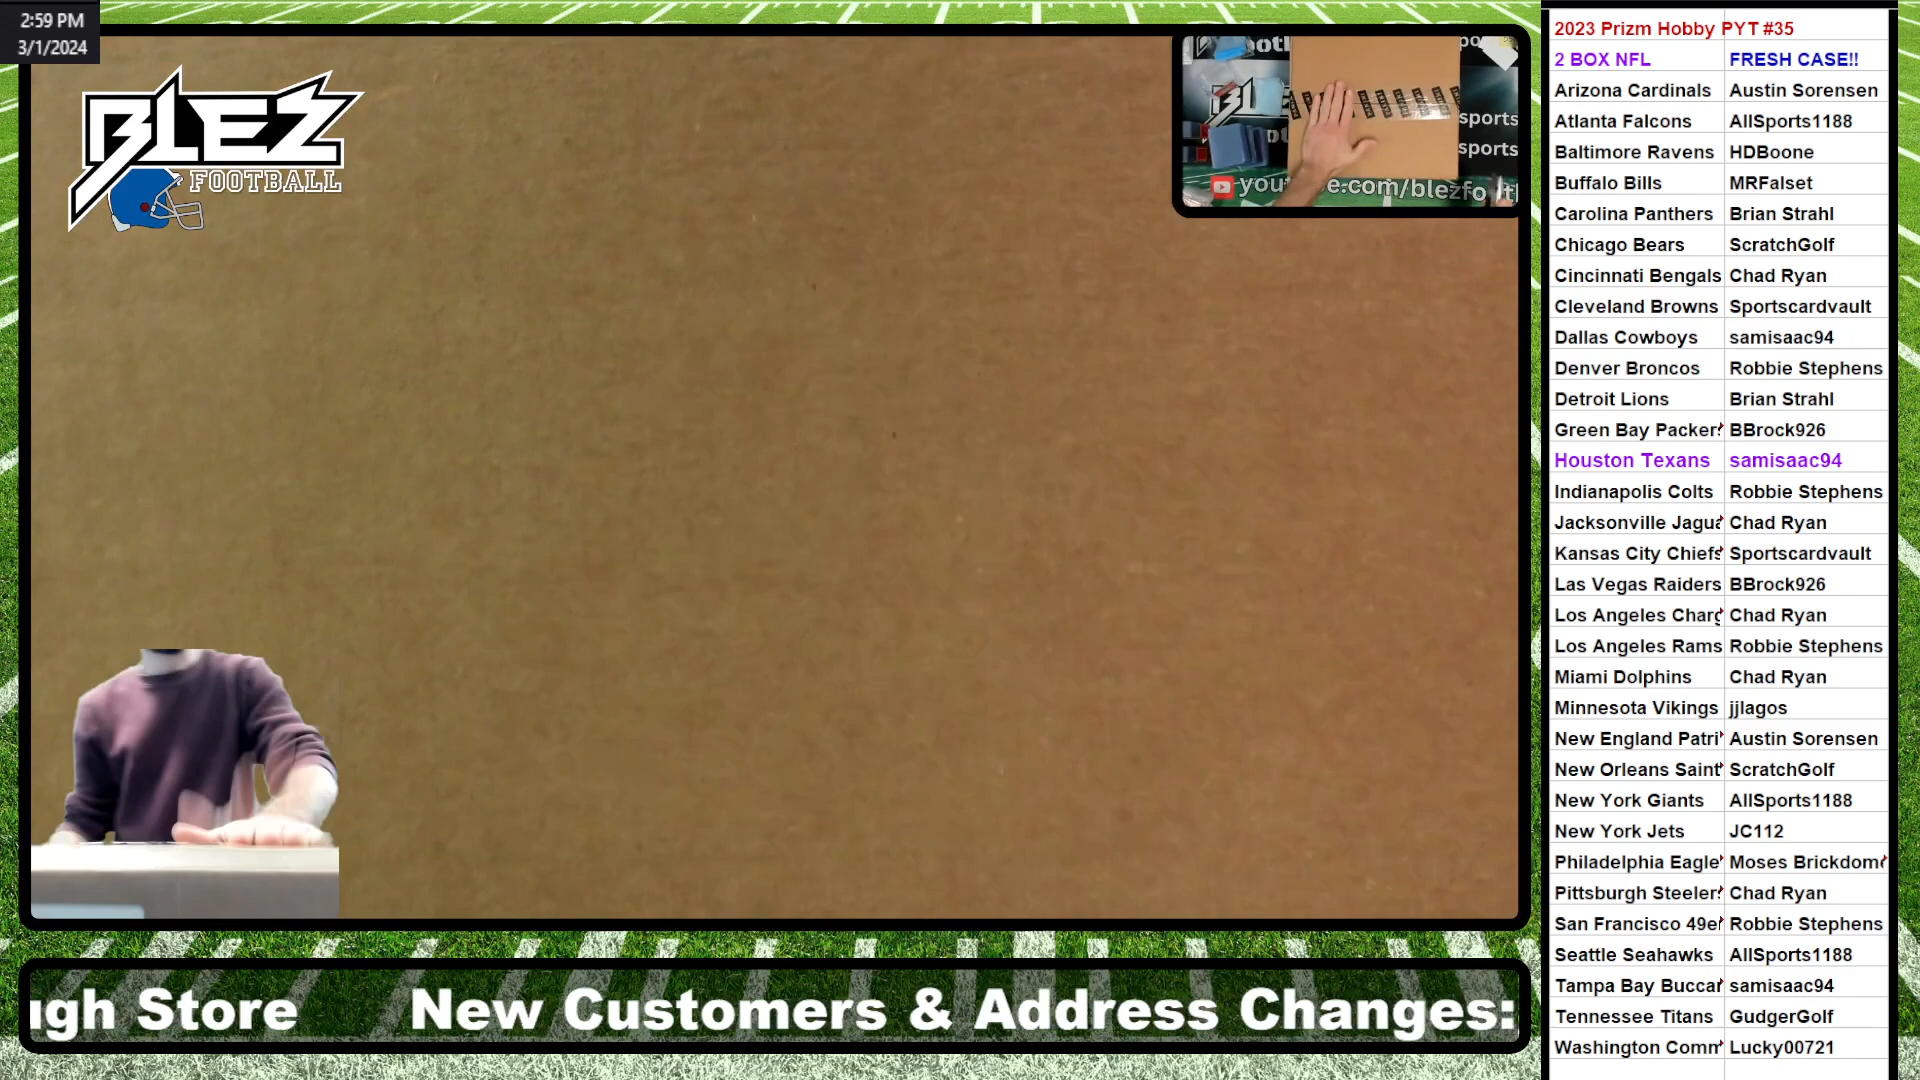 2:59 PM
3/1/2024
BLEZ
FOOTBALL
sports
sports
2023 Prizm Hobby PYT #35
2 BOX NFL FRESH CASE!!
Arizona Cardinals Austin Sorensen
Atlanta Falcons AllSports1188
Baltimore Ravens HDBoone
Buffalo Bills MRFalset
Carolina Panthers Brian Strahl
Chicago Bears ScratchGolf
Cincinnati Bengals Chad Ryan
Cleveland Browns Sportscardvault
Dallas Cowboys samisaac94
Denver Broncos Robbie Stephens
Detroit Lions Brian Strahl
Green Bay Packers BBrock926
Houston Texans samisaac94
Indianapolis Colts Robbie Stephens
Jacksonville Jagua Chad Ryan
Kansas City Chiefs Sportscardvault
Las Vegas Raiders BBrock926
Los Angeles Charg Chad Ryan
Los Angeles Rams Robbie Stephens
Miami Dolphins Chad Ryan
Minnesota Vikings jjlagos
New England Patri Austin Sorensen
New Orleans Saint ScratchGolf
New York Giants AllSports1188
New York Jets JC112
Philadelphia Eagle Moses Brickdom
Pittsburgh Steelers Chad Ryan
San Francisco 49er Robbie Stephens
Seattle Seahawks AllSports1188
Tampa Bay Buccan samisaac94
Tennessee Titans GudgerGolf
Washington Comm Lucky00721
ugh Store New Customers & Address Changes: